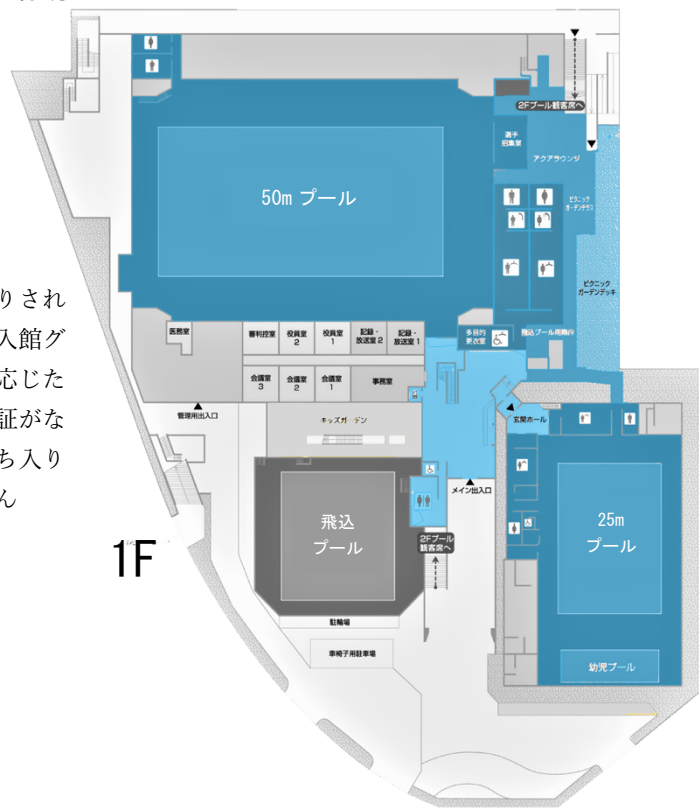 2Fプール観客席へ
選手
招集室
アクアラウンジ
50m プール
ピクニック
ガーデンテラス
ピクニック
ガーデンデッキ
りされ
入館グ
応じた
証がな
ち入り
ん
医務室
審判控室
役員室
2
役員室
1
記録・
放送室 2
記録・
放送室 1
多目的
更衣室
会議室
3
会議室
2
会議室
1
事務室
管理用出入口
キッズガーデン
玄関ホール
メイン出入口
飛込
プール
25m
プール
2Fプール
観客席へ
1F
駐輪場
車椅子用駐車場
幼児プール